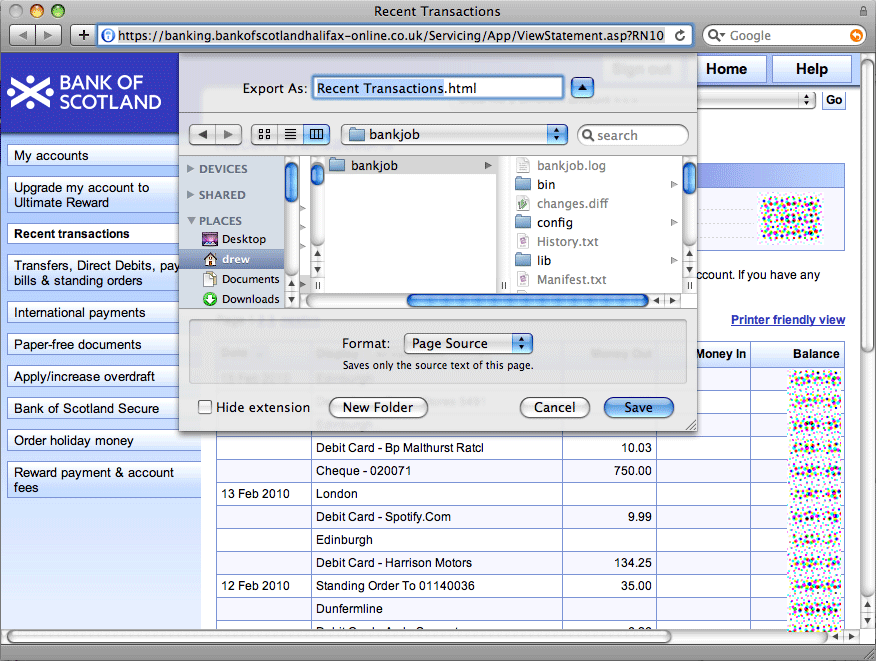 Recent Transactions
https://banking.bankofscotlandhalifax-online.co.uk/Servicing/App/ViewStatement.asp?RN10
Google
BANK OF
SCOTLAND
Sign out
Home
Help
Go
Export As:
Recent Transactions.html
bankjob
search
DEVICES
SHARED
PLACES
Desktop
drew
Documents
Downloads
bankjob
bankjob.log
bin
changes.diff
config
History.txt
lib
Manifest.txt
Format:
Page Source
Saves only the source text of this page.
Hide extension
New Folder
Cancel
Save
My accounts
Upgrade my account to
Ultimate Reward
Recent transactions
Transfers, Direct Debits, pay
bills & standing orders
International payments
Paper-free documents
Apply/increase overdraft
Bank of Scotland Secure
Order holiday money
Reward payment & account
fees
ccount. If you have any
Printer friendly view
Money Out
Money In
Balance
Debit Card - Bp Malthurst Ratcl
10.03
Cheque - 020071
750.00
13 Feb 2010
London
Debit Card - Spotify.Com
9.99
Edinburgh
Debit Card - Harrison Motors
134.25
12 Feb 2010
Standing Order To 01140036
35.00
Dunfermline